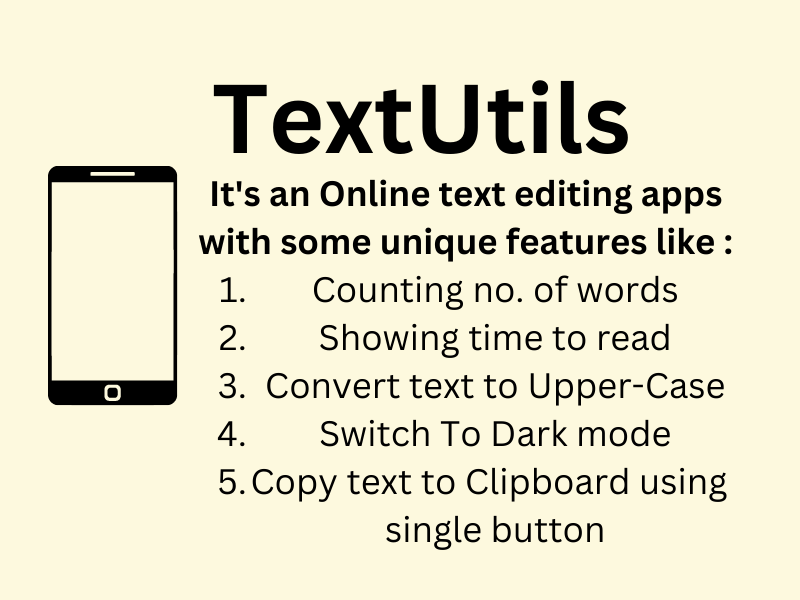 TextUtils
It's an Online text editing apps
with some unique features like :
1. Counting no. of words
2. Showing time to read
3. Convert text to Upper-Case
4. Switch To Dark mode
5. Copy text to Clipboard using
single button